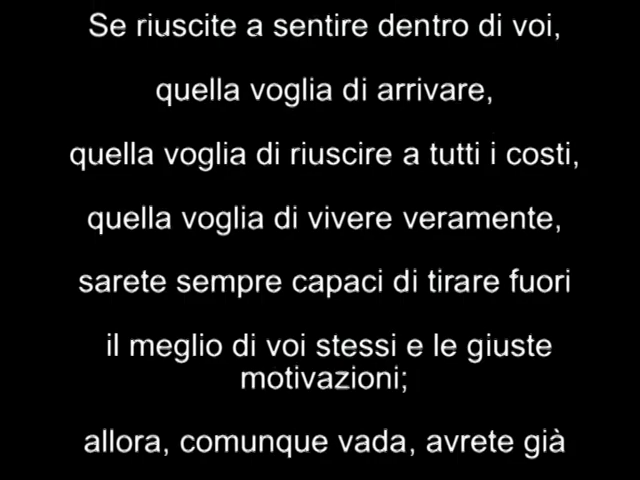 Se riuscite a sentire dentro di voi,
quella voglia di arrivare,
quella voglia di riuscire a tutti i costi,
quella voglia di vivere veramente,
sarete sempre capaci di tirare fuori
il meglio di voi stessi e le giuste
motivazioni;
allora, comunque vada, avrete già